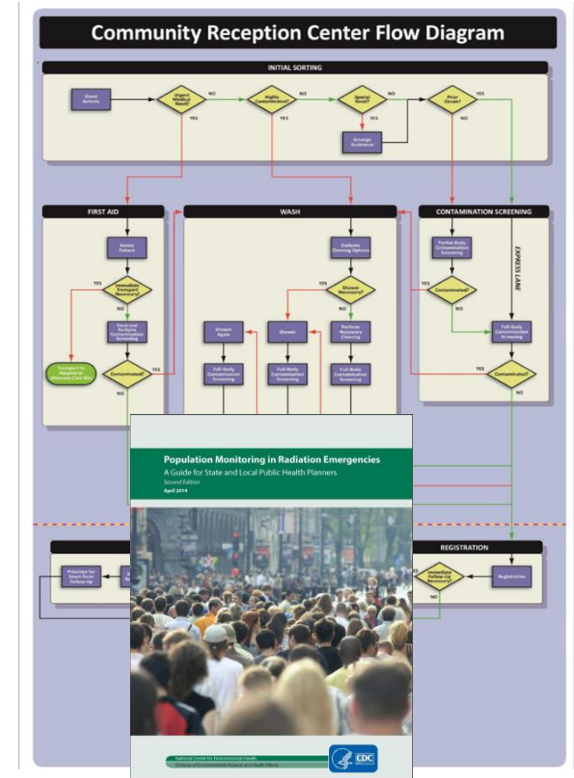 Community Reception Center Flow Diagram
INITIAL SORTING
Greet
Arrivals
Urgent
Medical
Need?
NO
YES
Highly
Contaminated?
NO
YES
Special
Need?
NO
YES
Arrange
Assistance
Prior
YES
NO
FIRST AID
Assess
Patient
Immediate
Transport
Necessary?
YES
NO
Treat and
Perform
Contamination
Screening
Contaminated?
YES
NO
Transport to
Hospital or
Alternate Care Site
WASH
Evaluate
Cleaning Options
Shower
Necessary?
YES
NO
Shower
Again
Shower
Perform
Necessary
Cleaning
Full-Body
Contamination
Screening
Full-Body
Contamination
Screening
Full-Body
Contamination
Screening
CONTAMINATION SCREENING
Partial-Body
Contamination
Screening
EXPRESS LANE
YES
Contaminated?
NO
Full-Body
Contamination
Screening
YES
Contaminated?
NO
Population Monitoring in Radiation Emergencies
A Guide for State and Local Public Health Planners
Second Edition
April 2014
Prioritize for
Short-Term
Follow-Up
REGISTRATION
Immediate
Follow-Up
Necessary?
NO
Registration
National Center for Environmental Health
CDC